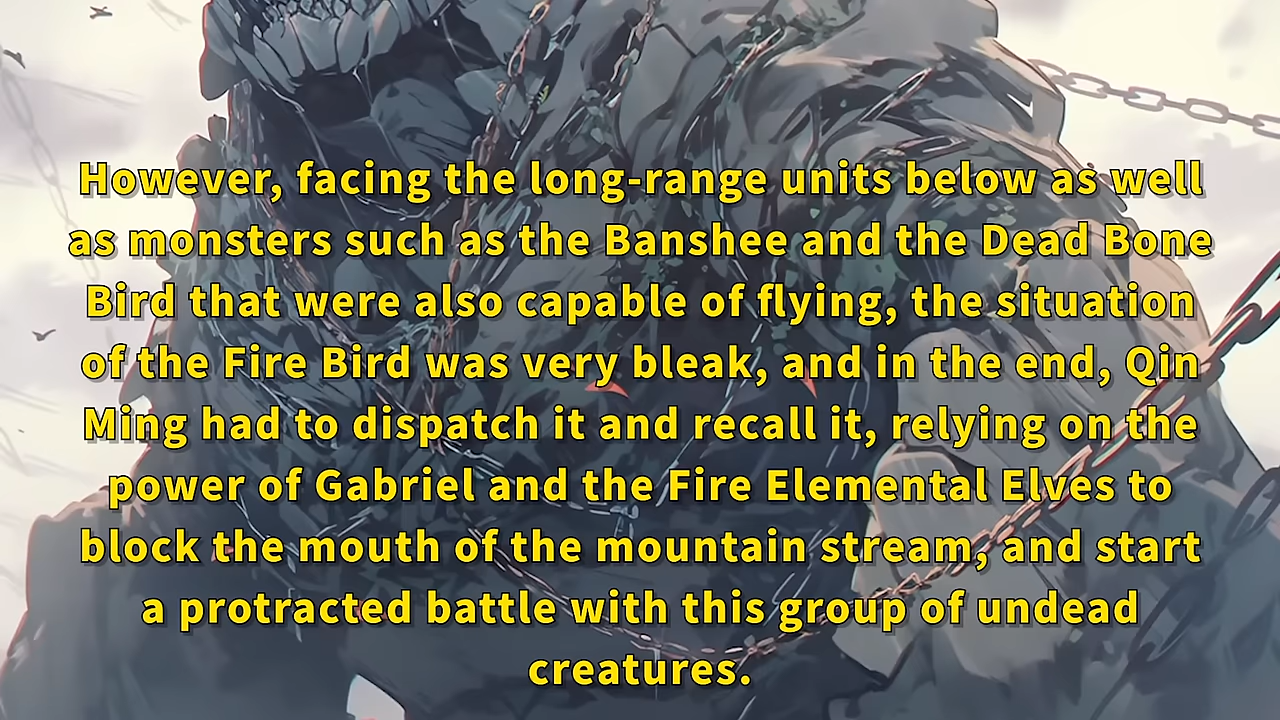 However, facing the long-range units below as well
as monsters such as the Banshee and the Dead Bone
Bird that were also capable of flying, the situation
of the Fire Bird was very bleak, and in the end, Qin
Ming had to dispatch it and recall it, relying on the
power of Gabriel and the Fire Elemental Elves to
block the mouth of the mountain stream, and start
a protracted battle with this group of undead
creatures.